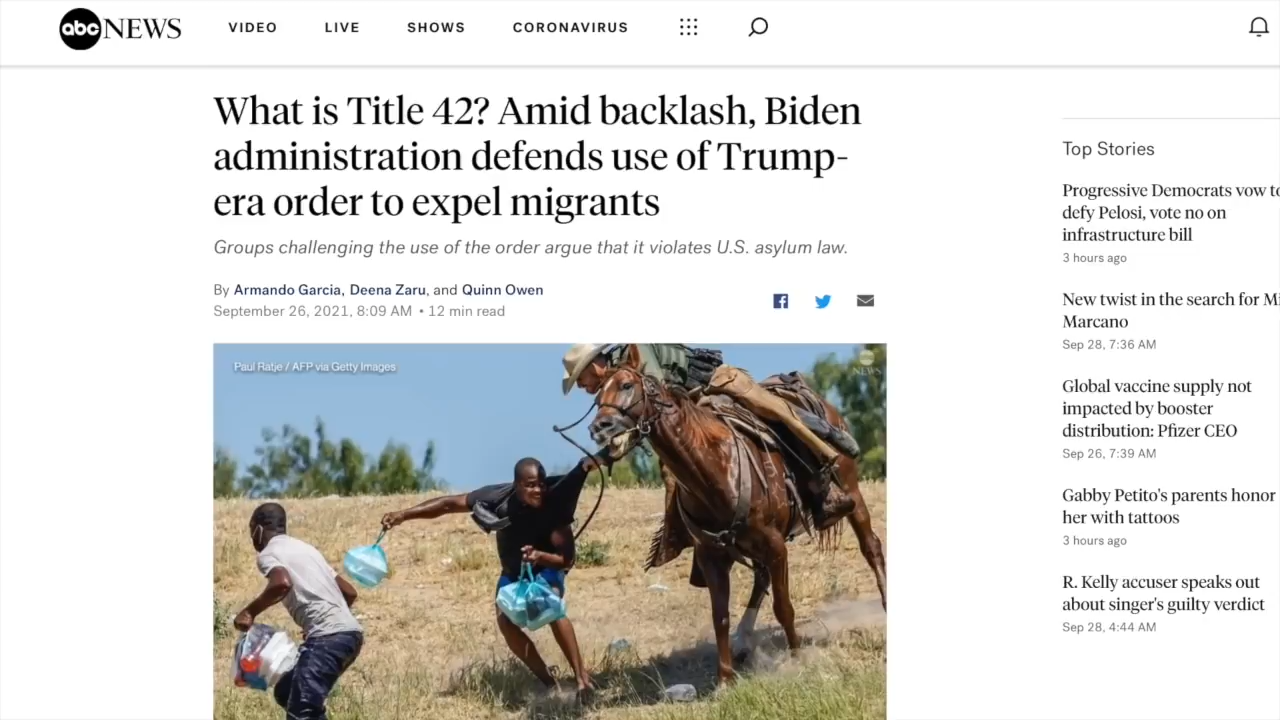 abc NEWS VIDEO LIVE SHOWS CORONAVIRUS
What is Title 42? Amid backlash, Biden
administration defends use of Trump-
era order to expel migrants
Groups challenging the use of the order argue that it violates U.S. asylum law.
By Armando Garcia, Deena Zaru, and Quinn Owen
September 26, 2021, 8:09 AM • 12 min read
Paul Ratje / AFP via Getty Images
NEWS
Top Stories
Progressive Democrats vow to
defy Pelosi, vote no on
infrastructure bill
3 hours ago
New twist in the search for Mi
Marcano
Sep 28, 7:36 AM
Global vaccine supply not
impacted by booster
distribution: Pfizer CEO
Sep 26, 7:39 AM
Gabby Petito's parents honor
her with tattoos
3 hours ago
R. Kelly accuser speaks out
about singer's guilty verdict
Sep 28, 4:44 AM